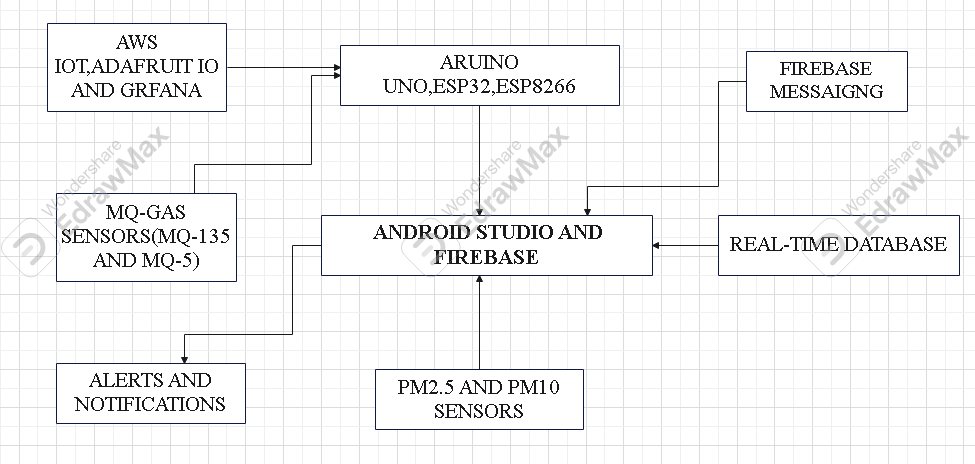 AWS
IOT,ADAFRUIT IO
AND GRFANA
ARUINO
UNO,ESP32,ESP8266
FIREBASE
MESSAIGNG
MQ-GAS
SENSORS(MQ-135
AND MQ-5)
ANDROID STUDIO AND
FIREBASE
REAL-TIME DATABASE
ALERTS AND
NOTIFICATIONS
PM2.5 AND PM10
SENSORS
Wondershare
EdrawMax
Wondershare
EdrawMax
Wondershare
EdrawMax